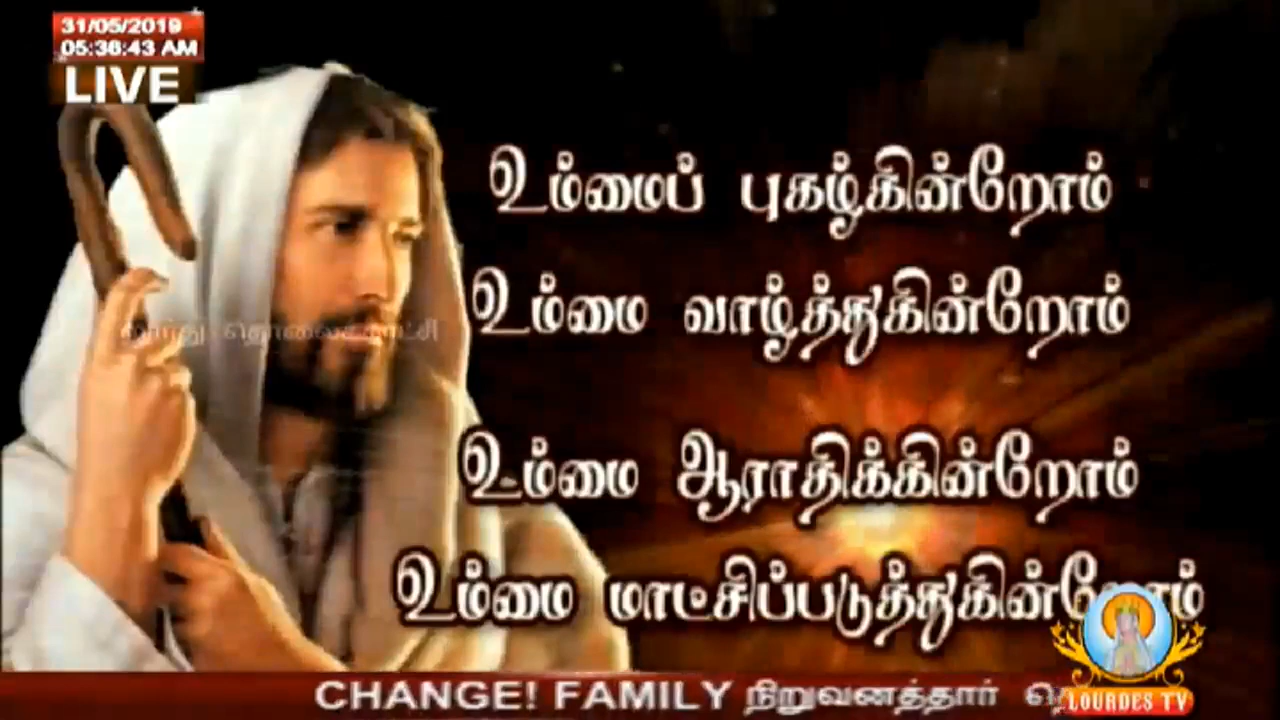 31/05/2019
05:36:43 AM
LIVE
உம்மைப் புகழ்கின்றோம்
உம்மை வாழ்த்துகின்றோம்
தொலைக்காட்சி
உம்மை ஆராதிக்கின்றோம்
உம்மை மாட்சிப்படுத்துகின்றோம்
CHANGE! FAMILY நிறுவனத்தார்
LOURDES TV